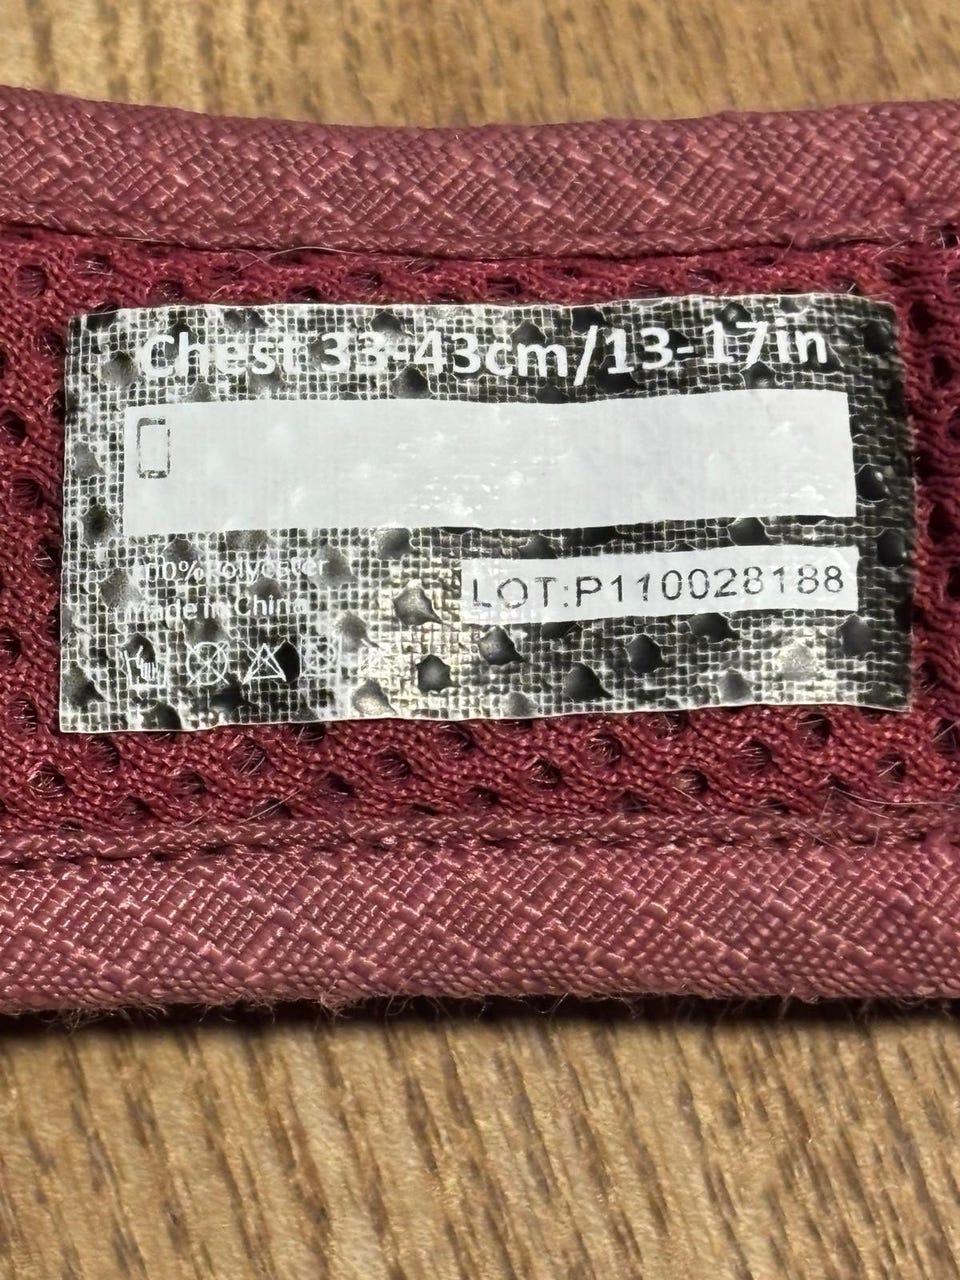 Chest 33-43cm/13-17in
100% Polyester
LOT:P110028188
Made in China